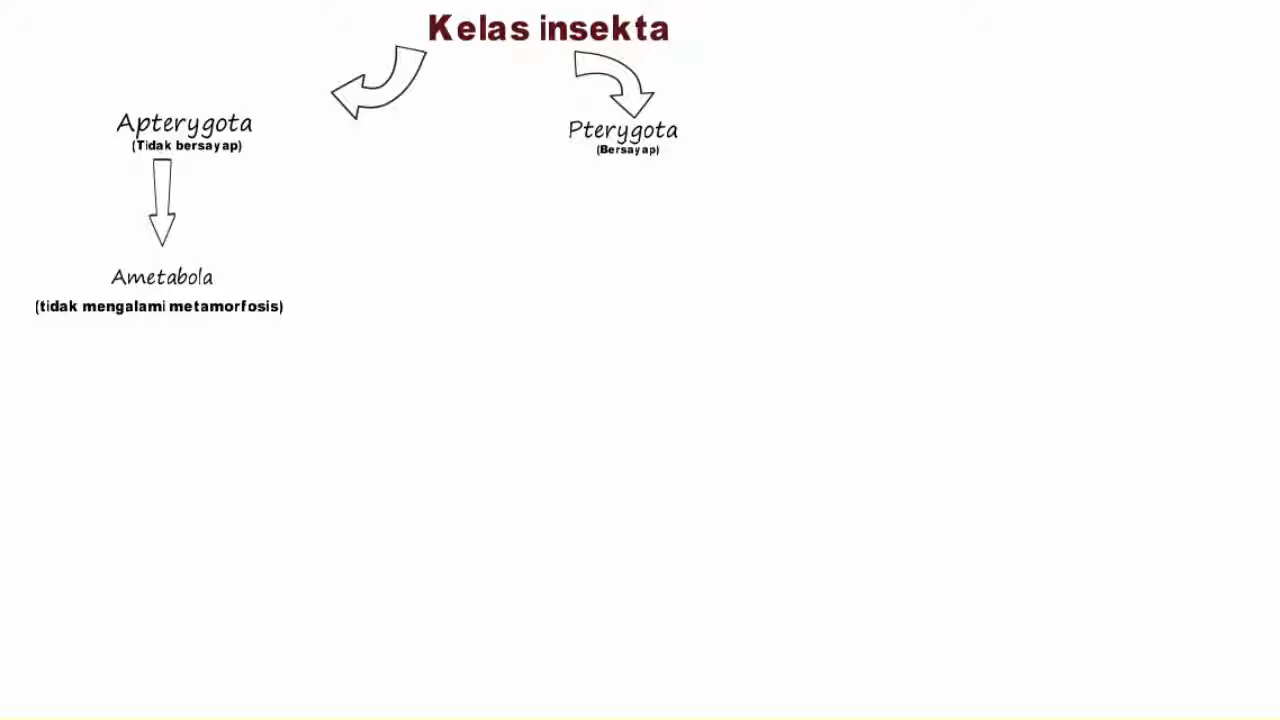 Kelas insekta
Apterygota
(Tidak bersayap)
Pterygota
(Bersayap)
Ametabola
(tidak mengalami metamorfosis)